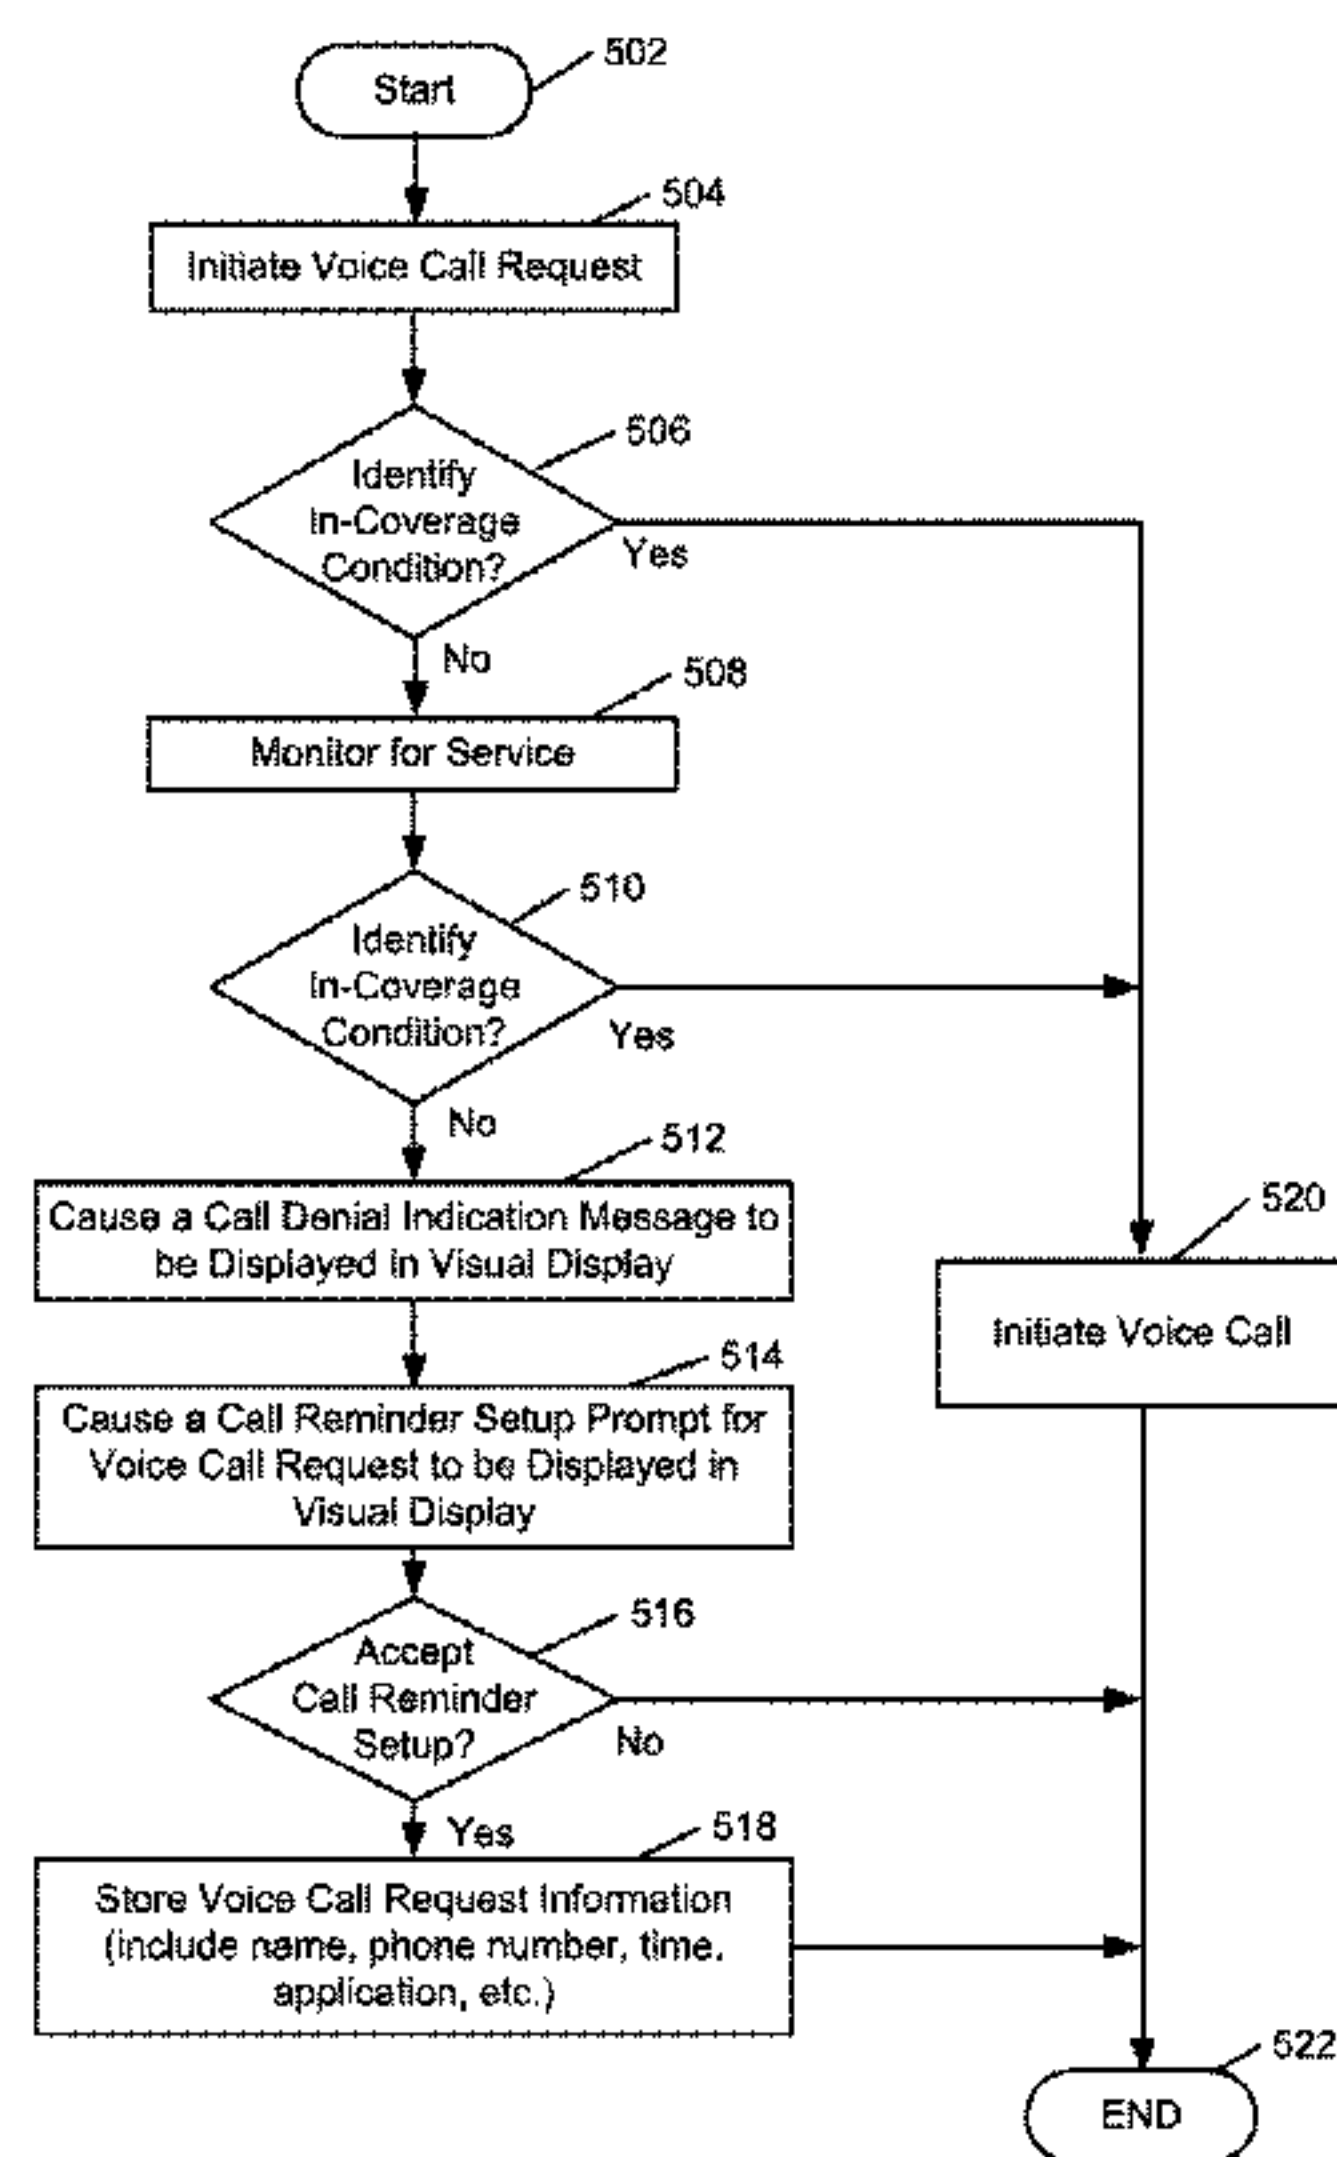 502
Start
504
Initiate Voice Call Request
506
Identify
In-Coverage
Condition?
Yes
No
508
Monitor for Service
510
Identify
In-Coverage
Condition?
Yes
No
512
Cause a Call Denial Indication Message to
be Displayed in Visual Display
520
Initiate Voice Call
514
Cause a Call Reminder Setup Prompt for
Voice Call Request to be Displayed in
Visual Display
516
Accept
Call Reminder
Setup?
No
Yes
518
Store Voice Call Request Information
(include name, phone number, time,
application, etc.)
522
END